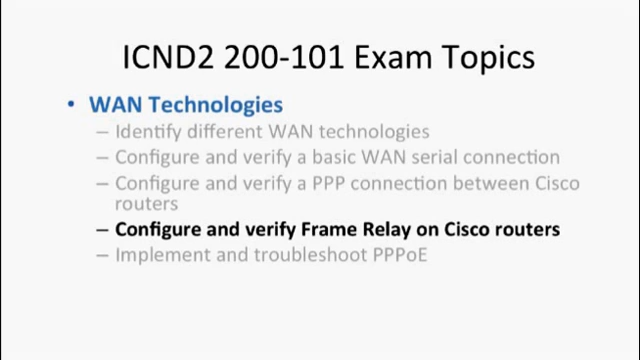 ICND2 200-101 Exam Topics
• WAN Technologies
– Identify different WAN technologies
– Configure and verify a basic WAN serial connection
– Configure and verify a PPP connection between Cisco
routers
– Configure and verify Frame Relay on Cisco routers
– Implement and troubleshoot PPPoE